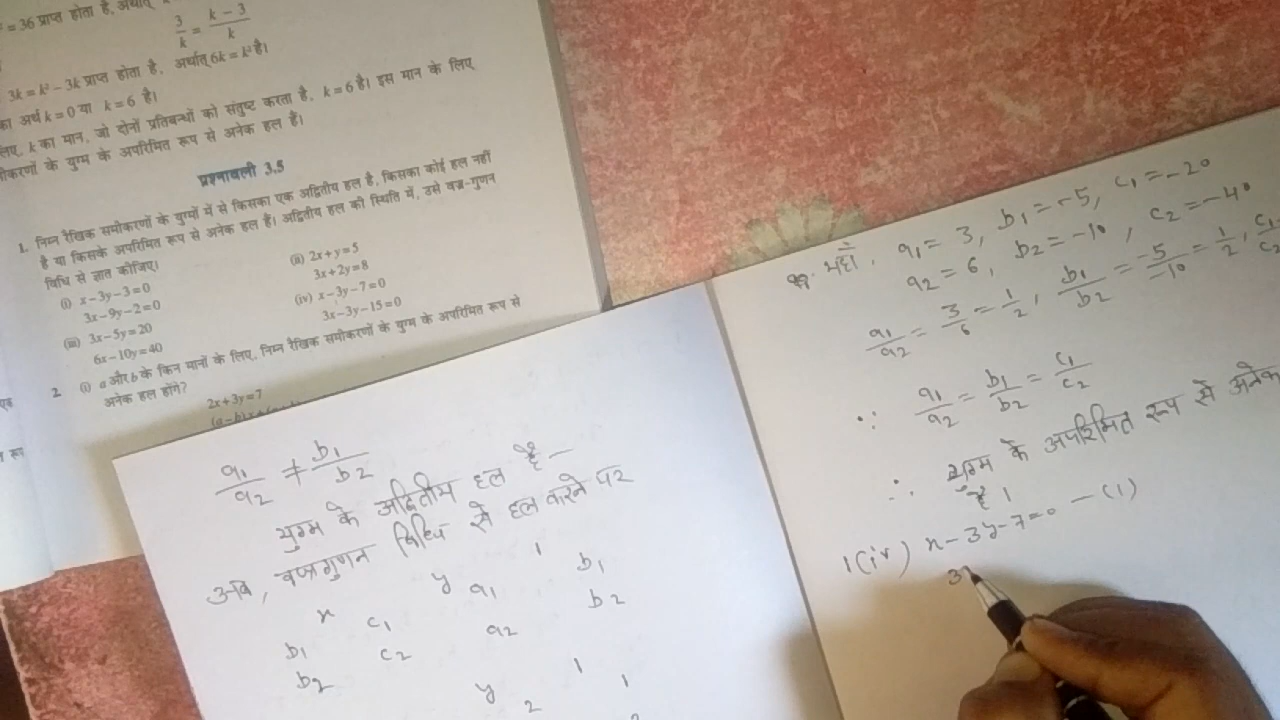 = 36 प्राप्त होता है, अर्थात्
3/k = k − 3/k
3k = k² − 3k प्राप्त होता है, अर्थात् 6k = k² है।
का अर्थ k = 0 या k = 6 है।
लिए, k का मान, जो दोनों प्रतिबन्धों को संतुष्ट करता है, k = 6 है। इस मान के लिए
समीकरणों के युग्म के अपरिमित रूप से अनेक हल हैं।
प्रश्नावली 3.5
1. निम्न रैखिक समीकरणों के युग्मों में से किसका एक अद्वितीय हल है, किसका कोई हल नहीं
है या किसके अपरिमित रूप से अनेक हल हैं। अद्वितीय हल की स्थिति में, उसे वज्र-गुणन
विधि से ज्ञात कीजिए।
(i) x – 3y – 3 = 0
3x – 9y – 2 = 0
(ii) 2x + y = 5
3x + 2y = 8
(iii) 3x – 5y = 20
6x – 10y = 40
(iv) x – 3y – 7 = 0
3x – 3y – 15 = 0
2 (i) a और b के किन मानों के लिए, निम्न रैखिक समीकरणों के युग्म के अपरिमित रूप से
अनेक हल होंगे?
2x + 3y = 7
a₁/a₂ ≠ b₁/b₂
युग्म के अद्वितीय हल है –
अब, वज्रगुणन विधि से हल करने पर
x y 1
b₁ c₁ a₁ b₁
b₂ c₂ a₂ b₂
y 1
2 1
यहाँ, a₁ = 3, b₁ = –5, c₁ = –20
a₂ = 6, b₂ = –10, c₂ = –40
a₁/a₂ = 3/6 = 1/2, b₁/b₂ = –5/–10 = 1/2, c₁/c₂
∵ a₁/a₂ = b₁/b₂ = c₁/c₂
∴ युग्म के अपरिमित रूप से अनेक
है।
1(iv) x – 3y – 7 = 0 – (1)
3x